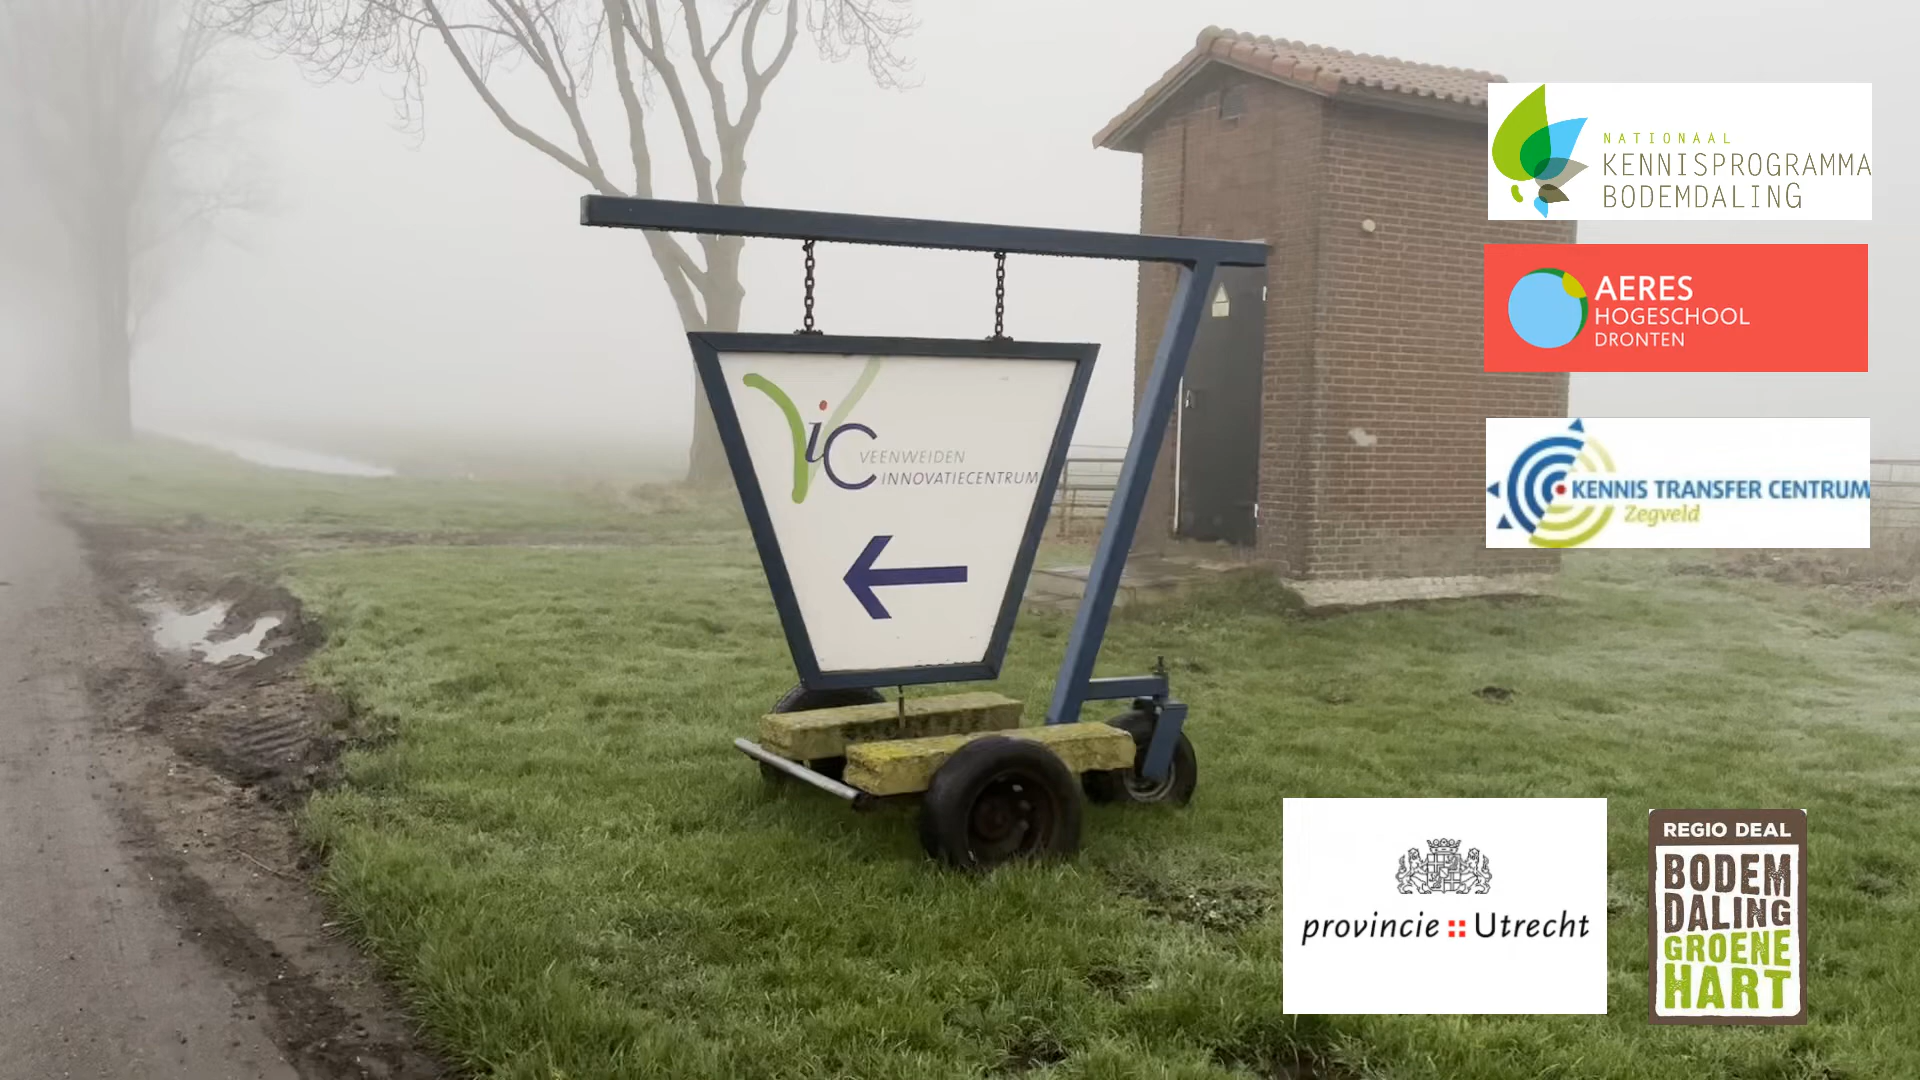 ViC
VEENWEIDEN
INNOVATIECENTRUM
NATIONAAL
KENNISPROGRAMMA
BODEMDALING
AERES
HOGESCHOOL
DRONTEN
KENNIS TRANSFER CENTRUM
Zegveld
provincie Utrecht
REGIO DEAL
BODEM
DALING
GROENE
HART